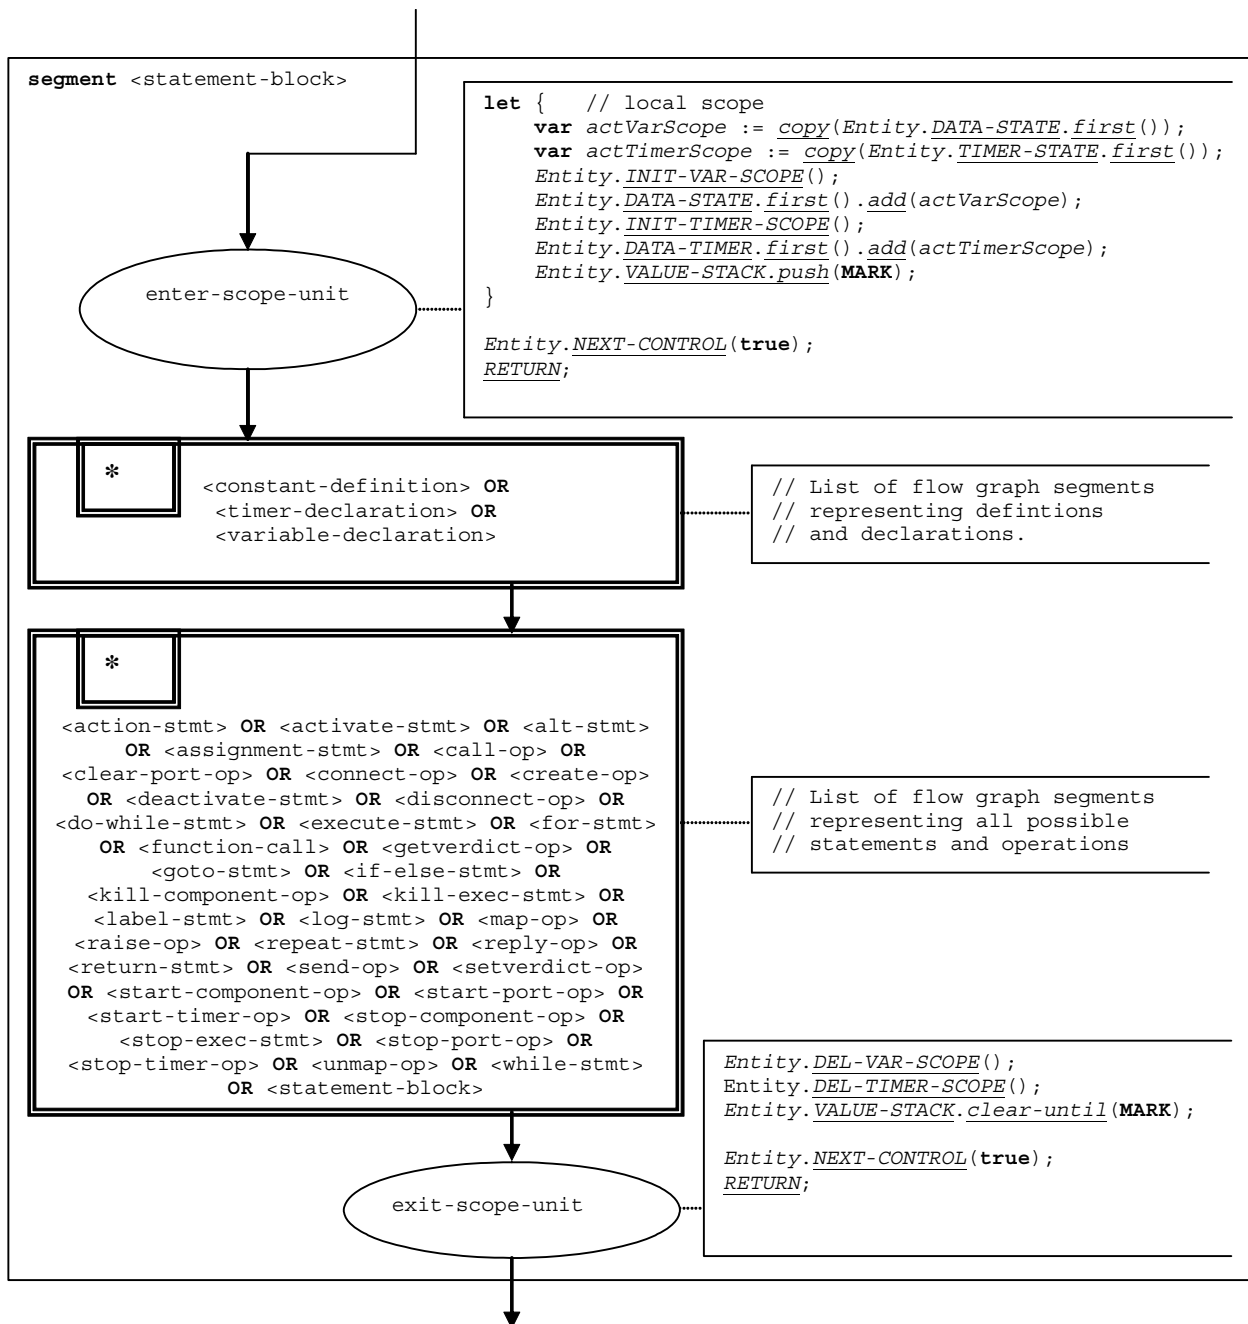 segment <statement-block>
let {   // local scope
var actVarScope := copy(Entity.DATA-STATE.first());
var actTimerScope := copy(Entity.TIMER-STATE.first());
Entity.INIT-VAR-SCOPE();
Entity.DATA-STATE.first().add(actVarScope);
Entity.INIT-TIMER-SCOPE();
Entity.DATA-TIMER.first().add(actTimerScope);
Entity.VALUE-STACK.push(MARK);
}
Entity.NEXT-CONTROL(true);
RETURN;
enter-scope-unit
*
<constant-definition> OR
<timer-declaration> OR
<variable-declaration>
// List of flow graph segments
// representing defintions
// and declarations.
*
<action-stmt> OR <activate-stmt> OR <alt-stmt>
OR <assignment-stmt> OR <call-op> OR
<clear-port-op> OR <connect-op> OR <create-op>
OR <deactivate-stmt> OR <disconnect-op> OR
<do-while-stmt> OR <execute-stmt> OR <for-stmt>
OR <function-call> OR <getverdict-op> OR
<goto-stmt> OR <if-else-stmt> OR
<kill-component-op> OR <kill-exec-stmt> OR
<label-stmt> OR <log-stmt> OR <map-op> OR
<raise-op> OR <repeat-stmt> OR <reply-op> OR
<return-stmt> OR <send-op> OR <setverdict-op>
OR <start-component-op> OR <start-port-op> OR
<start-timer-op> OR <stop-component-op> OR
<stop-exec-stmt> OR <stop-port-op> OR
<stop-timer-op> OR <unmap-op> OR <while-stmt>
OR <statement-block>
// List of flow graph segments
// representing all possible
// statements and operations
Entity.DEL-VAR-SCOPE();
Entity.DEL-TIMER-SCOPE();
Entity.VALUE-STACK.clear-until(MARK);
Entity.NEXT-CONTROL(true);
RETURN;
exit-scope-unit